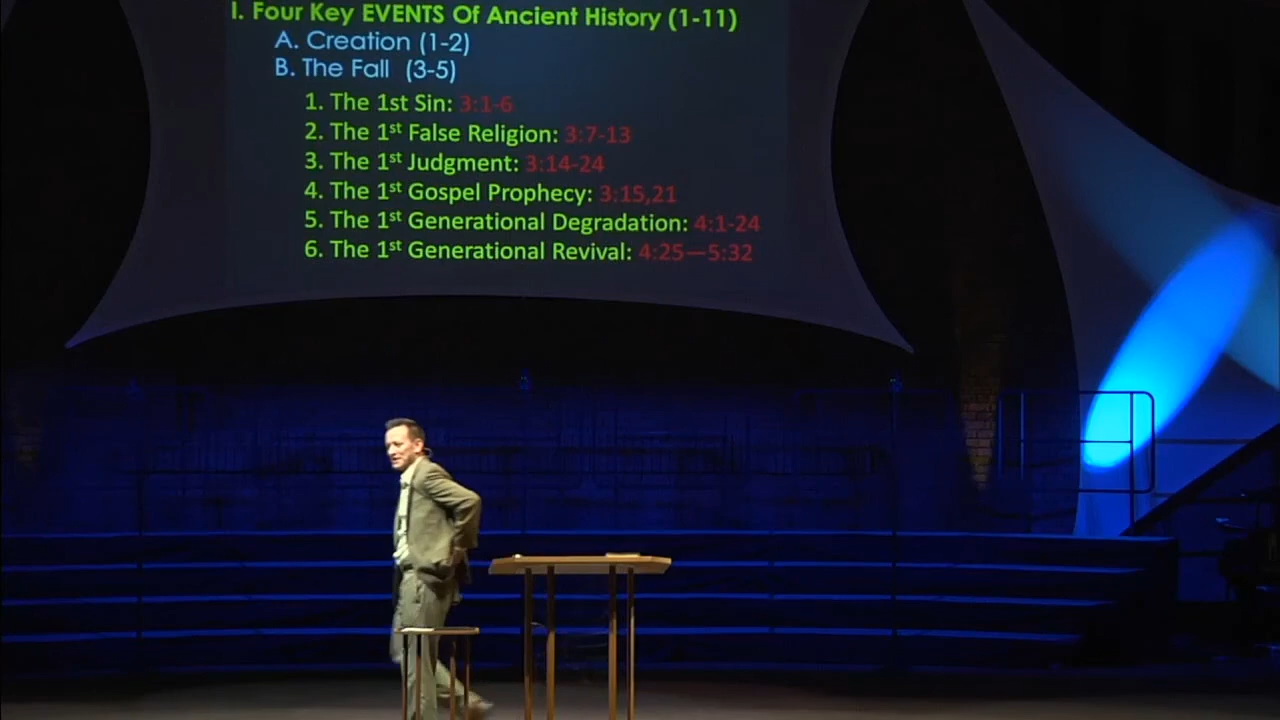 I. Four Key EVENTS Of Ancient History (1-11)
A. Creation (1-2)
B. The Fall (3-5)
1. The 1st Sin: 3:1-6
2. The 1st False Religion: 3:7-13
3. The 1st Judgment: 3:14-24
4. The 1st Gospel Prophecy: 3:15,21
5. The 1st Generational Degradation: 4:1-24
6. The 1st Generational Revival: 4:25—5:32